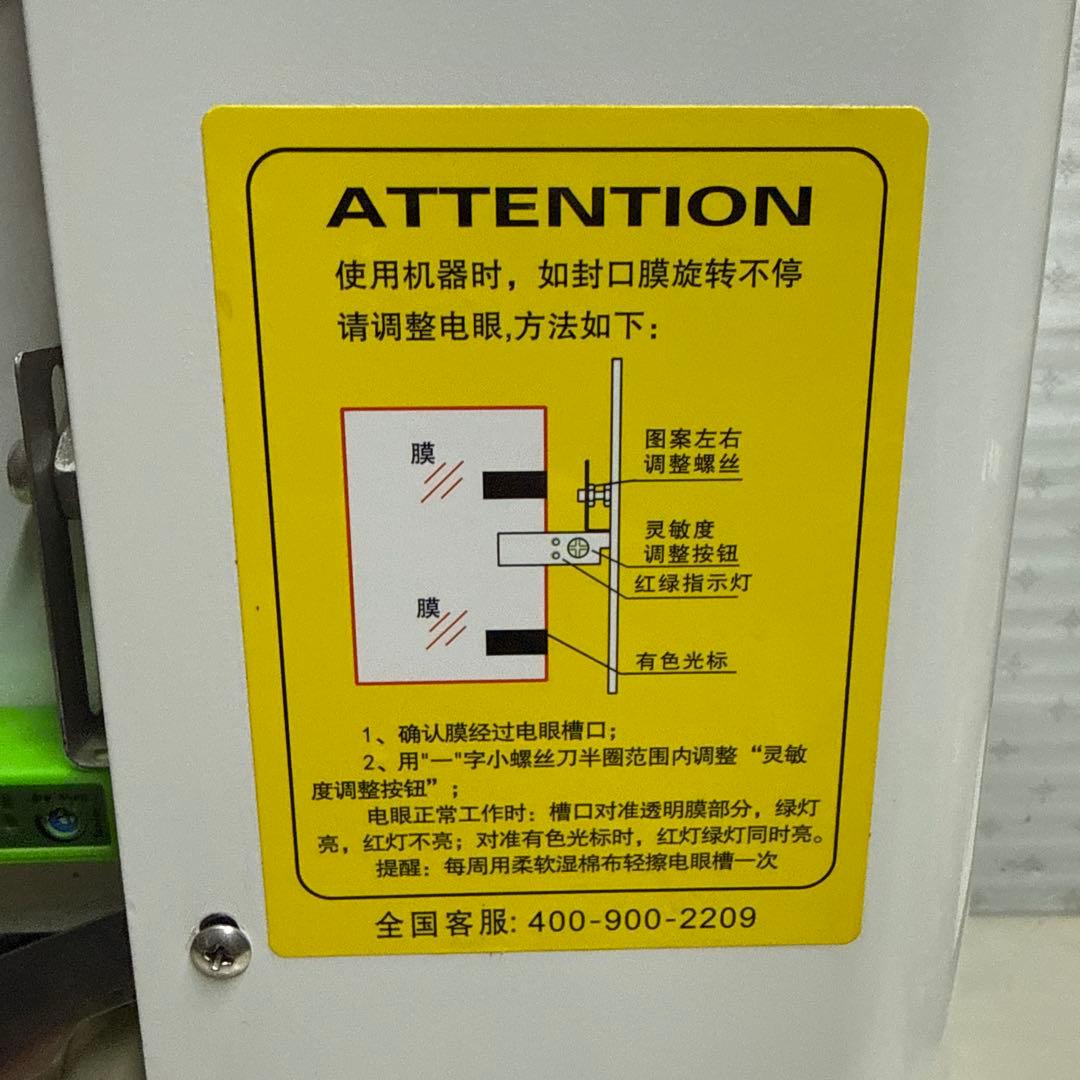 ATTENTION
使用机器时，如封口膜旋转不停
请调整电眼,方法如下：
膜
图案左右
调整螺丝
灵敏度
调整按钮
红绿指示灯
膜
有色光标
1、确认膜经过电眼槽口；
2、用"一"字小螺丝刀半圈范围内调整“灵敏
度调整按钮”；
电眼正常工作时：槽口对准透明膜部分，绿灯
亮，红灯不亮；对准有色光标时，红灯绿灯同时亮。
提醒：每周用柔软湿棉布轻擦电眼槽一次
全国客服: 400-900-2209